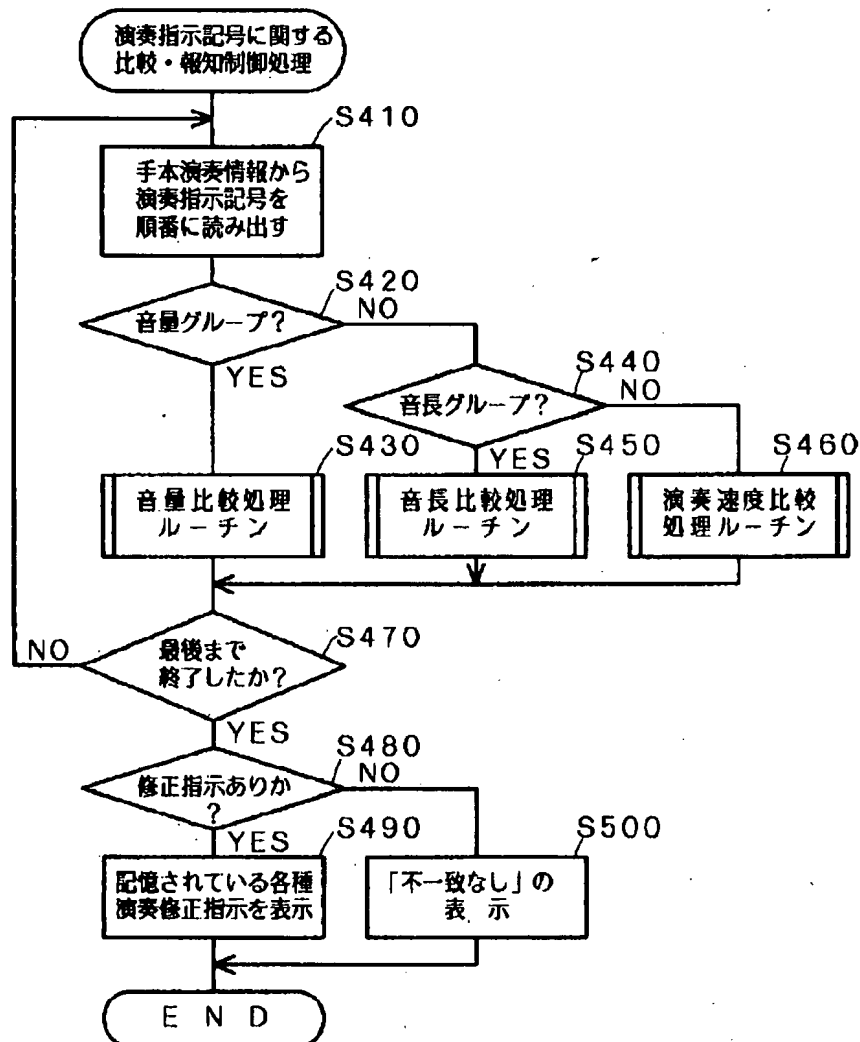 演奏指示記号に関する
比較・報知制御処理
S410
手本演奏情報から
演奏指示記号を
順番に読み出す
S420
音量グループ?
NO
YES
S440
音長グループ?
NO
YES
S430
音量比較処理
ルーチン
S450
音長比較処理
ルーチン
S460
演奏速度比較
処理ルーチン
S470
最後まで
終了したか?
NO
YES
S480
修正指示ありか
?
NO
YES
S490
記憶されている各種
演奏修正指示を表示
S500
「不一致なし」の
表 示
E N D